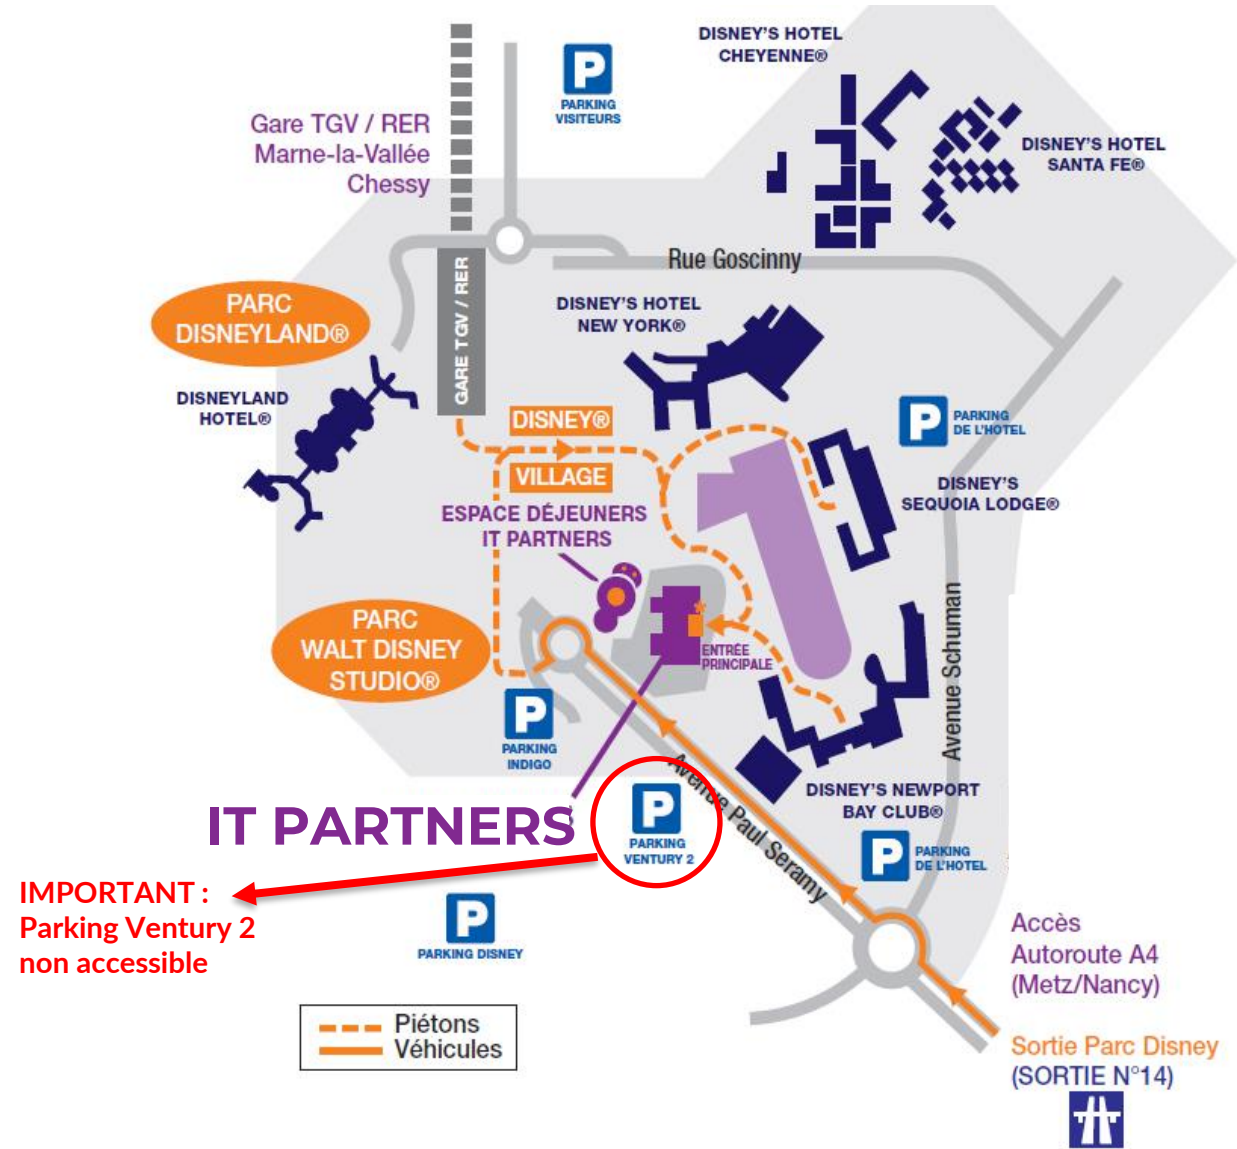 DISNEY'S HOTEL
CHEYENNE®
P
PARKING
VISITEURS
Gare TGV / RER
Marne-la-Vallée
Chessy
DISNEY'S HOTEL
SANTA FE®
Rue Goscinny
PARC
DISNEYLAND®
GARE TGV / RER
DISNEY'S HOTEL
NEW YORK®
DISNEYLAND
HOTEL®
DISNEY®
VILLAGE
P
PARKING
DE L'HOTEL
DISNEY'S
SEQUOIA LODGE®
ESPACE DÉJEUNERS
IT PARTNERS
PARC
WALT DISNEY
STUDIO®
*
ENTRÉE
PRINCIPALE
Avenue Schuman
P
PARKING
INDIGO
Avenue Paul Seramy
DISNEY'S NEWPORT
BAY CLUB®
IT PARTNERS
P
PARKING
VENTURY 2
P
PARKING
DE L'HOTEL
IMPORTANT :
Parking Ventury 2
non accessible
P
PARKING DISNEY
Accès
Autoroute A4
(Metz/Nancy)
Piétons
Véhicules
Sortie Parc Disney
(SORTIE N°14)